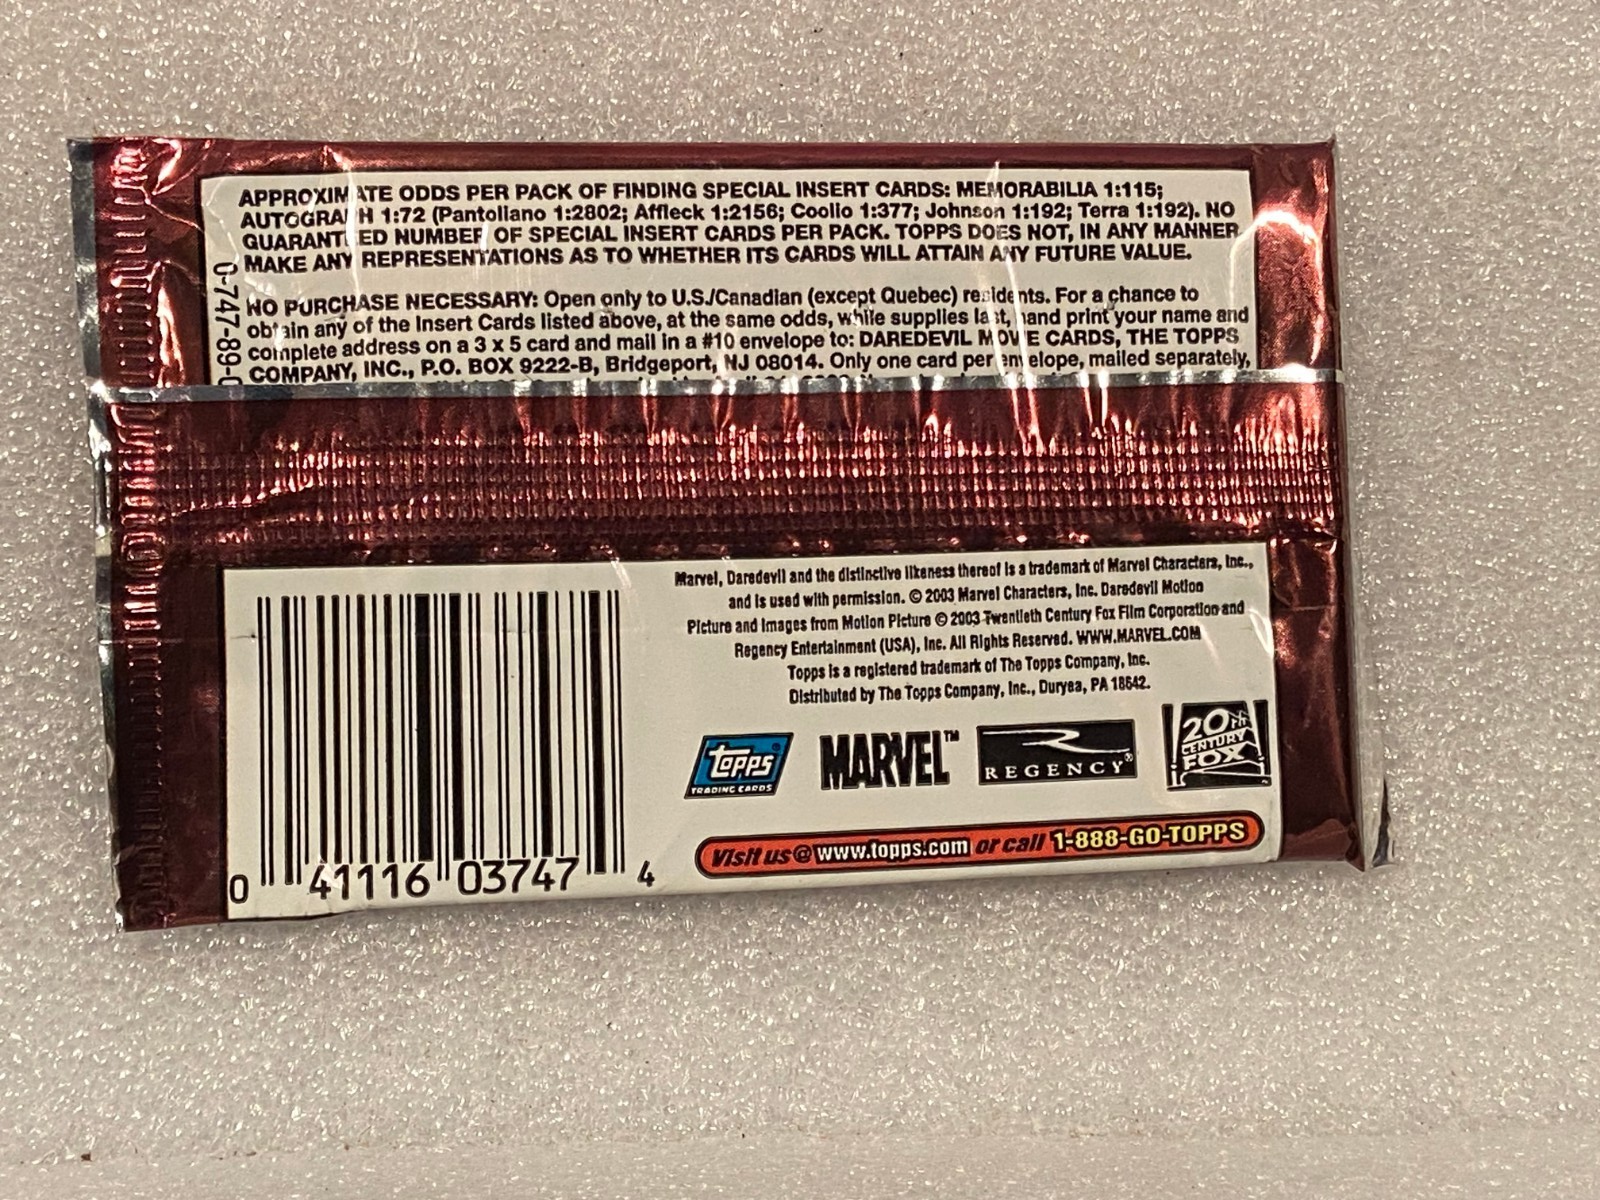 APPROXIMATE ODDS PER PACK OF FINDING SPECIAL INSERT CARDS: MEMORABILIA 1:115;
AUTOGRAPH 1:72 (Pantoliano 1:2802; Affleck 1:2156; Coolio 1:377; Johnson 1:192; Terra 1:192). NO
GUARANTEED NUMBER OF SPECIAL INSERT CARDS PER PACK. TOPPS DOES NOT, IN ANY MANNER
MAKE ANY REPRESENTATIONS AS TO WHETHER ITS CARDS WILL ATTAIN ANY FUTURE VALUE.
0-747-89-0
NO PURCHASE NECESSARY: Open only to U.S./Canadian (except Quebec) residents. For a chance to
obtain any of the Insert Cards listed above, at the same odds, while supplies last, hand print your name and
complete address on a 3 x 5 card and mail in a #10 envelope to: DAREDEVIL MOVIE CARDS, THE TOPPS
COMPANY, INC., P.O. BOX 9222-B, Bridgeport, NJ 08014. Only one card per envelope, mailed separately,
Marvel, Daredevil and the distinctive likeness thereof is a trademark of Marvel Characters, Inc.,
and is used with permission. © 2003 Marvel Characters, Inc. Daredevil Motion
Picture and Images from Motion Picture © 2003 Twentieth Century Fox Film Corporation and
Regency Entertainment (USA), Inc. All Rights Reserved. WWW.MARVEL.COM
Topps is a registered trademark of The Topps Company, Inc.
Distributed by The Topps Company, Inc., Duryea, PA 18642.
Topps®
TRADING CARDS
MARVEL™
REGENCY®
20TH
CENTURY
FOX
Visit us@ www.topps.com or call 1-888-GO-TOPPS
0 41116 03747 4